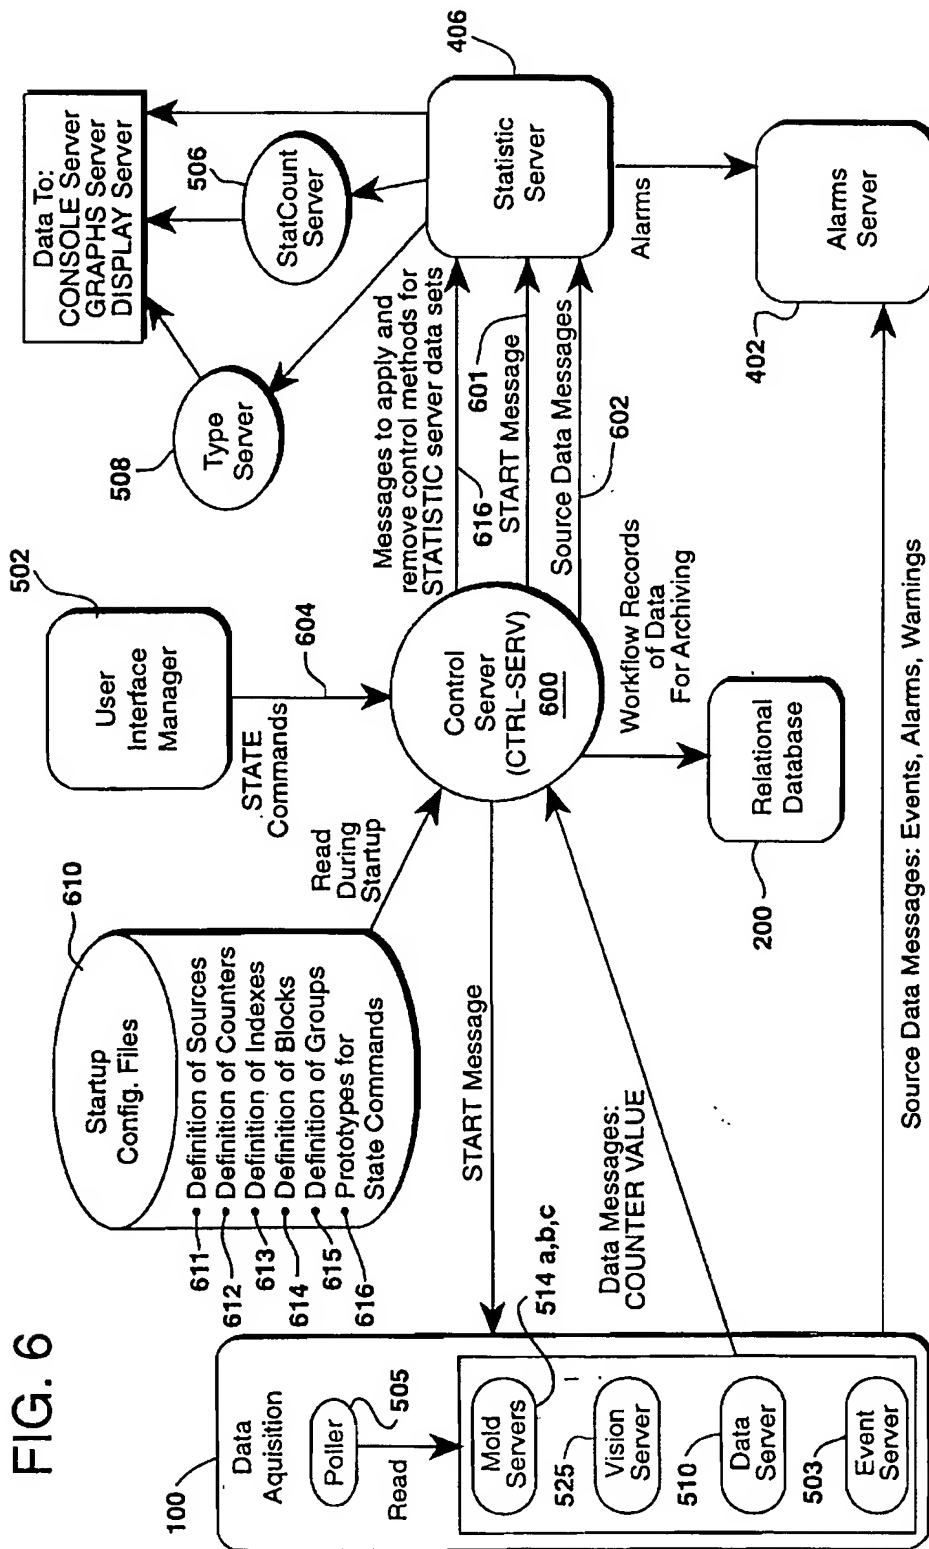 FIG. 6
610
Startup
Config. Files
611
• Definition of Sources
612
• Definition of Counters
613
• Definition of Indexes
614
• Definition of Blocks
615
• Definition of Groups
616
• Prototypes for
State Commands
Read
During
Startup
502
User
Interface
Manager
STATE
Commands
604
Data To:
CONSOLE Server
GRAPHS Server
DISPLAY Server
508
Type
Server
506
StatCount
Server
406
Statistic
Server
Messages to apply and
remove control methods for
STATISTIC server data sets
616
601
START Message
Source Data Messages
602
Control
Server
(CTRL-SERV)
600
Alarms
Alarms
Server
402
Workflow Records
of Data
For Archiving
Relational
Database
200
START Message
Data Messages:
COUNTER VALUE
Source Data Messages: Events, Alarms, Warnings
100
Data
Aquisition
Poller
505
Read
Mold
Servers
514 a,b,c
525
Vision
Server
510
Data
Server
503
Event
Server